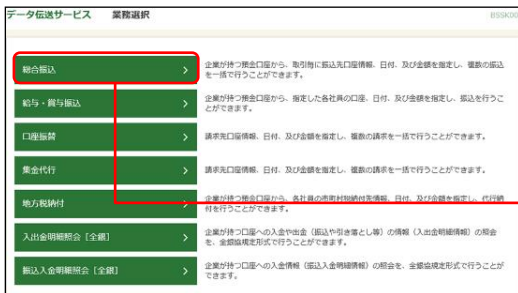 データ伝送サービス 業務選択
BSSK00
総合振込
企業が持つ預金口座から、取引毎に振込先口座情報、日付、及び金額を指定し、複数の振込
を一括で行うことができます。
給与・賞与振込
企業が持つ預金口座から、指定した各社員の口座、日付、及び金額を指定し、振込を行うこ
とができます。
口座振替
請求先口座情報、日付、及び金額を指定し、複数の請求を一括で行うことができます。
集金代行
請求先口座情報、日付、及び金額を指定し、複数の請求を一括で行うことができます。
地方税納付
企業が持つ預金口座から、各社員の市町村別納付先情報、日付、及び金額を指定し、代行納
付を行うことができます。
入出金明細照会［全銀］
企業が持つ口座への入金や出金（振込や引き落とし等）の情報（入出金明細情報）の照会
を、全銀協規定形式で行うことができます。
振込入金明細照会［全銀］
企業が持つ口座への入金情報（振込入金明細情報）の照会を、全銀協規定形式で行うことが
できます。